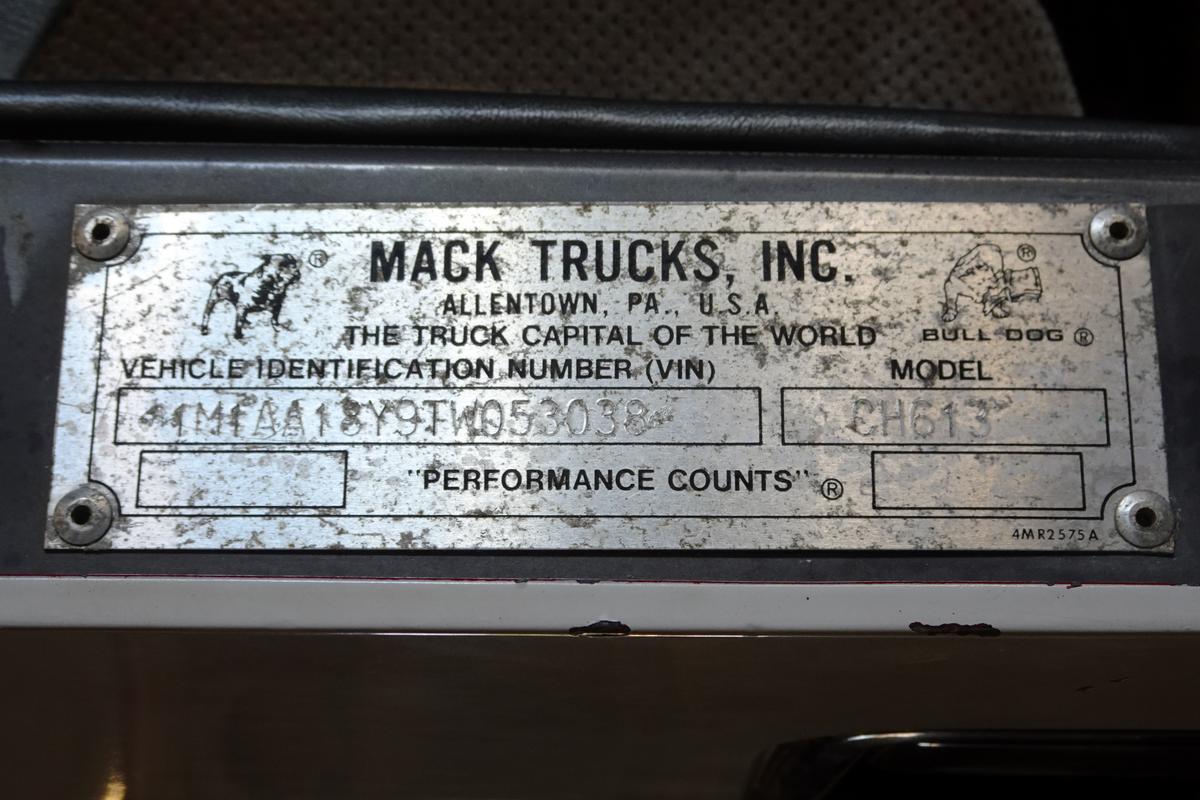 MACK TRUCKS, INC.
ALLENTOWN, PA., U.S.A.
THE TRUCK CAPITAL OF THE WORLD
BULL DOG ®
VEHICLE IDENTIFICATION NUMBER (VIN) MODEL
1M1AA18Y9TW053038 CH613
"PERFORMANCE COUNTS" ®
4MR2575A